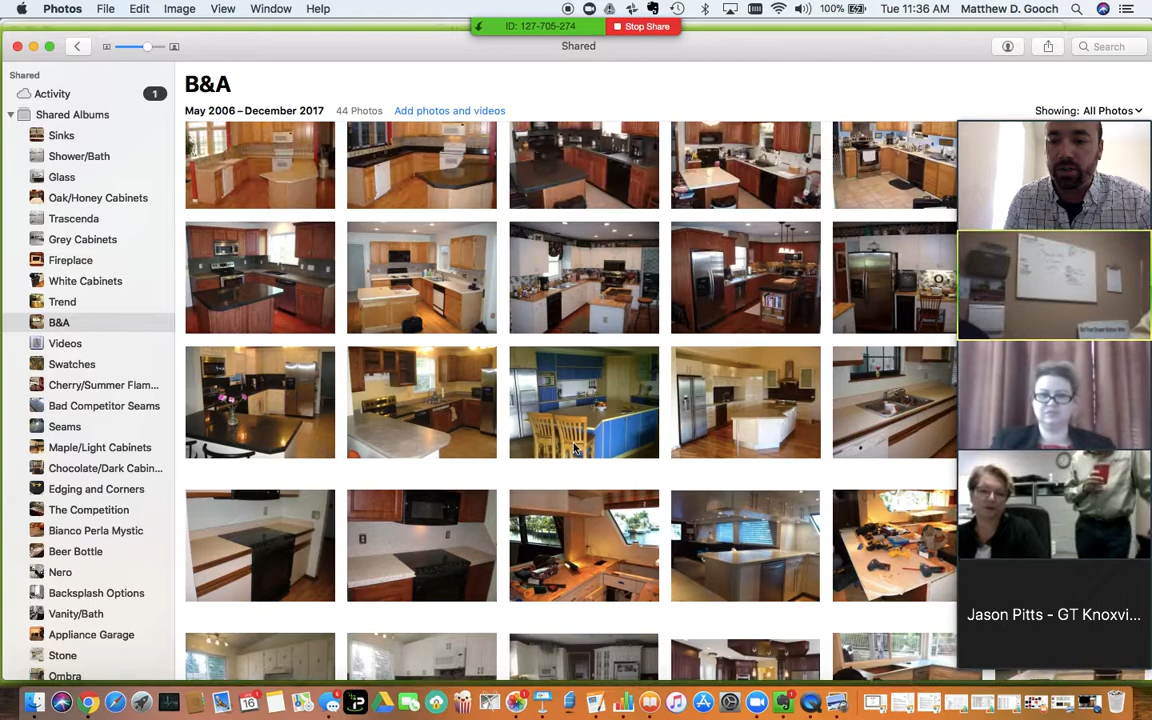 Photos File Edit Image View Window Help
100% Tue 11:36 AM Matthew D. Gooch
ID: 127-705-274 Stop Share
Shared
Search
Shared
Activity 1
Shared Albums
Sinks
Shower/Bath
Glass
Oak/Honey Cabinets
Trascenda
Grey Cabinets
Fireplace
White Cabinets
Trend
B&A
Videos
Swatches
Cherry/Summer Flam...
Bad Competitor Seams
Seams
Maple/Light Cabinets
Chocolate/Dark Cabin...
Edging and Corners
The Competition
Bianco Perla Mystic
Beer Bottle
Nero
Backsplash Options
Vanity/Bath
Appliance Garage
Stone
Ombra
B&A
May 2006 – December 2017 44 Photos Add photos and videos
Showing: All Photos
Jason Pitts - GT Knoxvi...
16